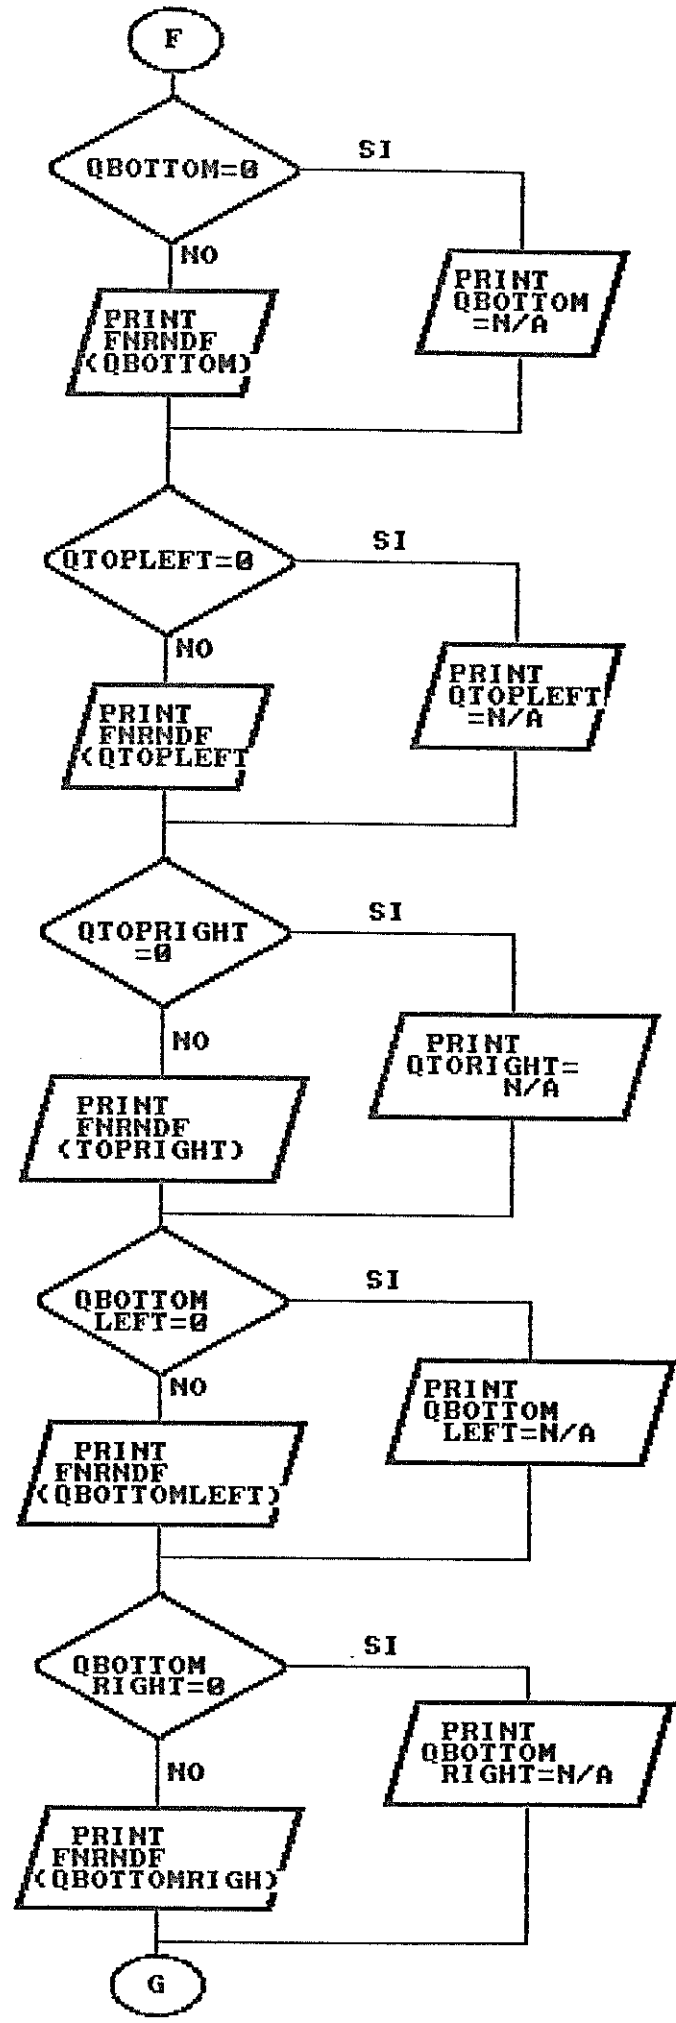 F
QBOTTOM=0
SI
NO
PRINT
QBOTTOM
=N/A
PRINT
FNRNDF
(QBOTTOM)
QTOPLEFT=0
SI
NO
PRINT
QTOPLEFT
=N/A
PRINT
FNRNDF
(QTOPLEFT
QTOPRIGHT
=0
SI
NO
PRINT
QTORIGHT=
N/A
PRINT
FNRNDF
(TOPRIGHT)
QBOTTOM
LEFT=0
SI
NO
PRINT
QBOTTOM
LEFT=N/A
PRINT
FNRNDF
(QBOTTOMLEFT)
QBOTTOM
RIGHT=0
SI
NO
PRINT
QBOTTOM
RIGHT=N/A
PRINT
FNRNDF
(QBOTTOMRIGH)
G